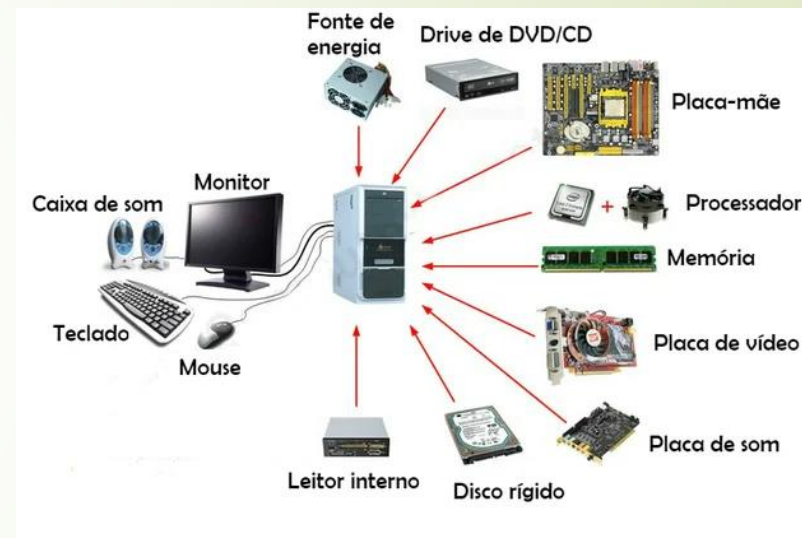 Fonte de
energia
Drive de DVD/CD
Placa-mãe
Monitor
Caixa de som
Processador
+
Memória
Teclado
Placa de vídeo
Mouse
Placa de som
Leitor interno
Disco rígido